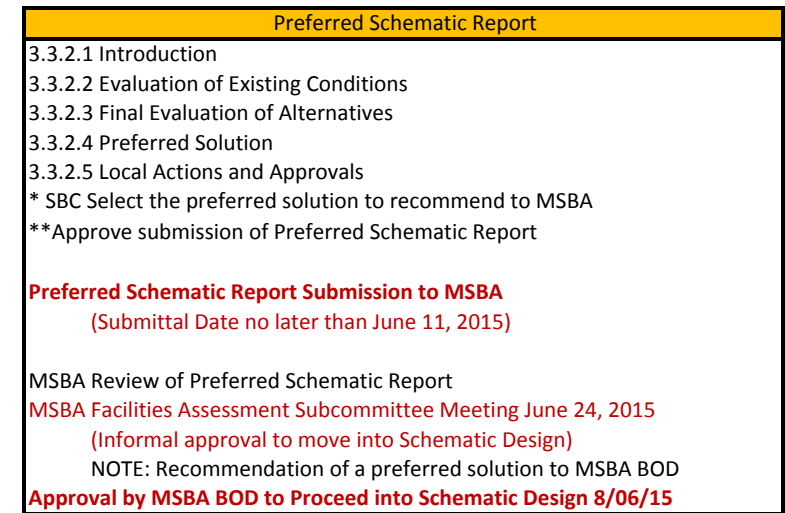 Preferred Schematic Report
3.3.2.1 Introduction
3.3.2.2 Evaluation of Existing Conditions
3.3.2.3 Final Evaluation of Alternatives
3.3.2.4 Preferred Solution
3.3.2.5 Local Actions and Approvals
* SBC Select the preferred solution to recommend to MSBA
**Approve submission of Preferred Schematic Report
Preferred Schematic Report Submission to MSBA
(Submittal Date no later than June 11, 2015)
MSBA Review of Preferred Schematic Report
MSBA Facilities Assessment Subcommittee Meeting June 24, 2015
(Informal approval to move into Schematic Design)
NOTE: Recommendation of a preferred solution to MSBA BOD
Approval by MSBA BOD to Proceed into Schematic Design 8/06/15